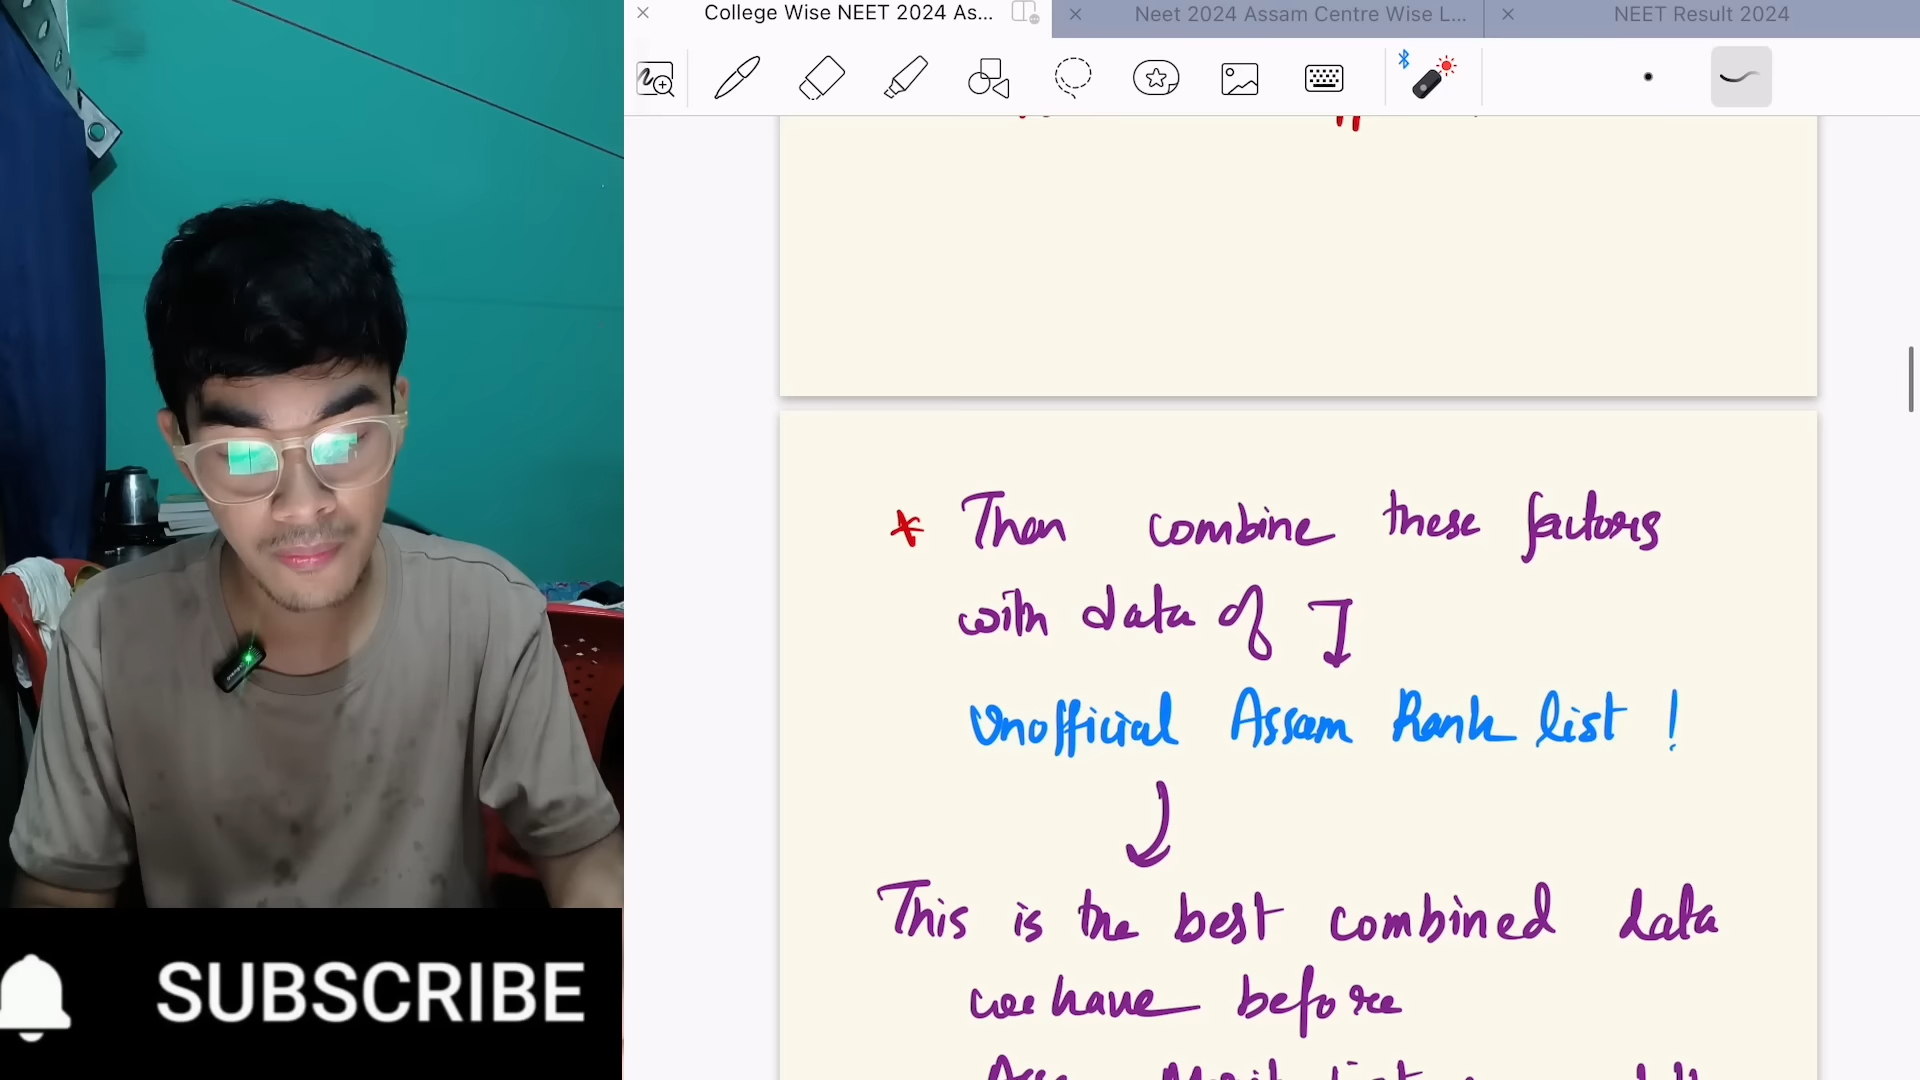 College Wise NEET 2024 As...
Neet 2024 Assam Centre Wise L...
NEET Result 2024
* Then combine these factors
with data of
Unofficial Assam Rank list !
This is the best combined data
we have before
SUBSCRIBE